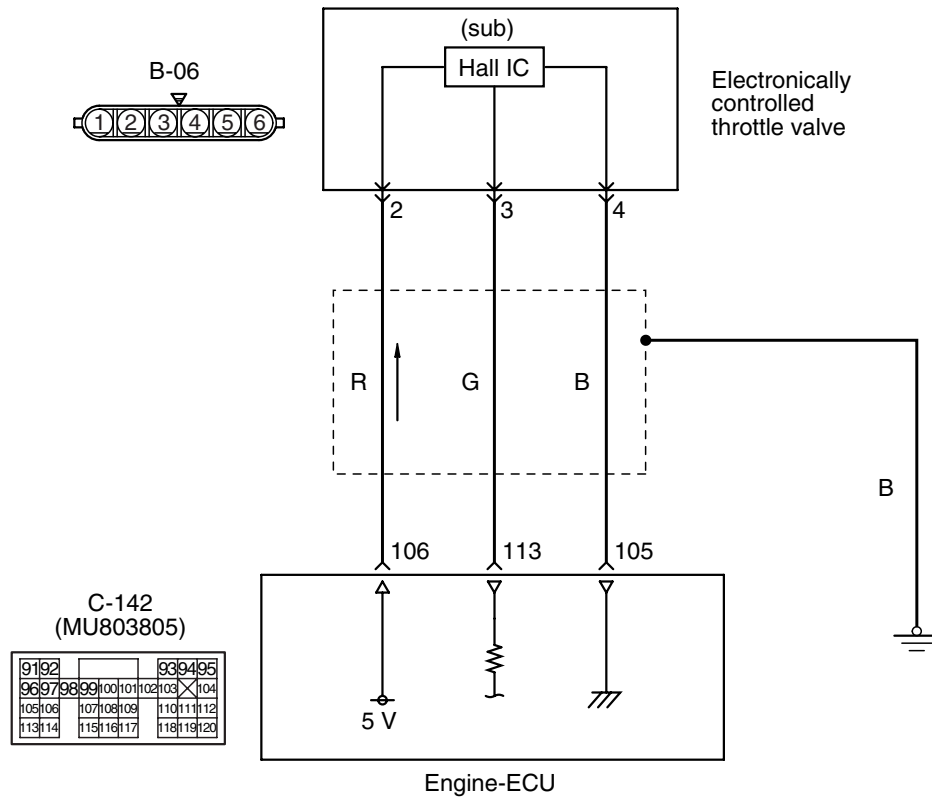 (sub)
Hall IC
B-06
1 2 3 4 5 6
Electronically
controlled
throttle valve
2 3 4
R G B
B
106 113 105
C-142
(MU803805)
91 92 93 94 95
96 97 98 99 100 101 102 103 104
105 106 107 108 109 110 111 112
113 114 115 116 117 118 119 120
5 V
Engine-ECU